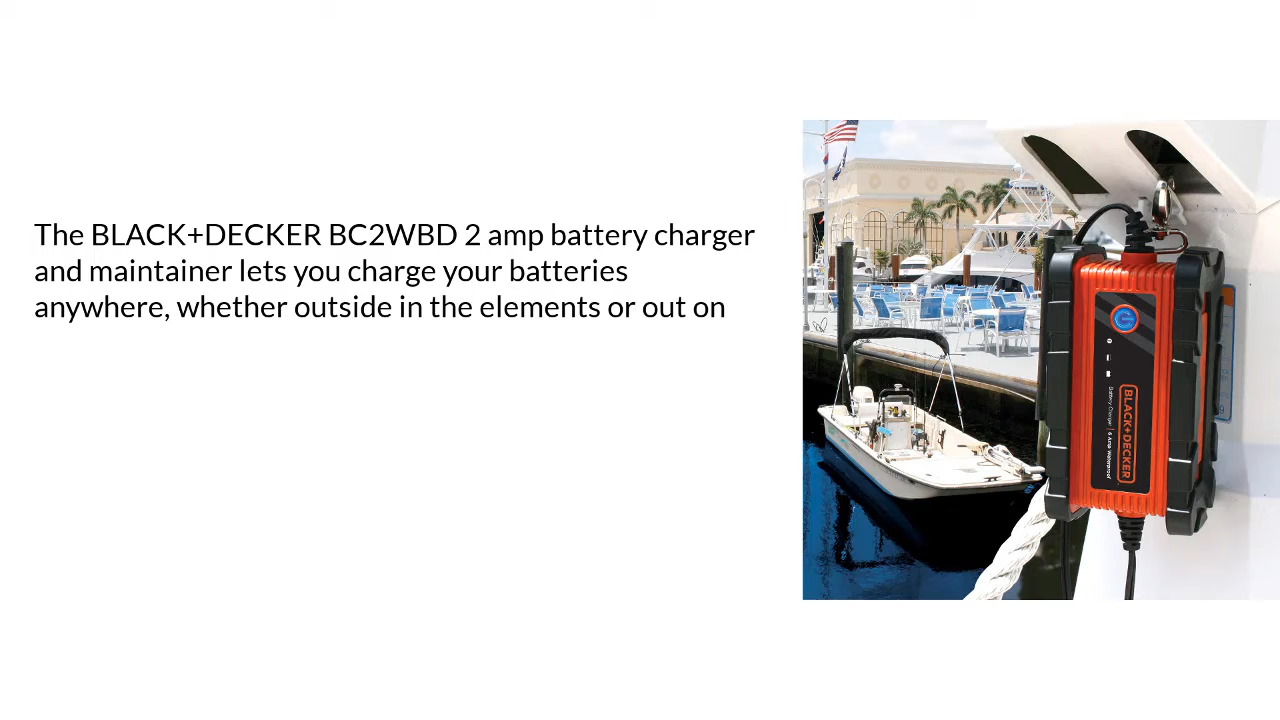 The BLACK+DECKER BC2WBD 2 amp battery charger
and maintainer lets you charge your batteries
anywhere, whether outside in the elements or out on
BLACK+DECKER
Battery Charger | 6 Amp Waterproof